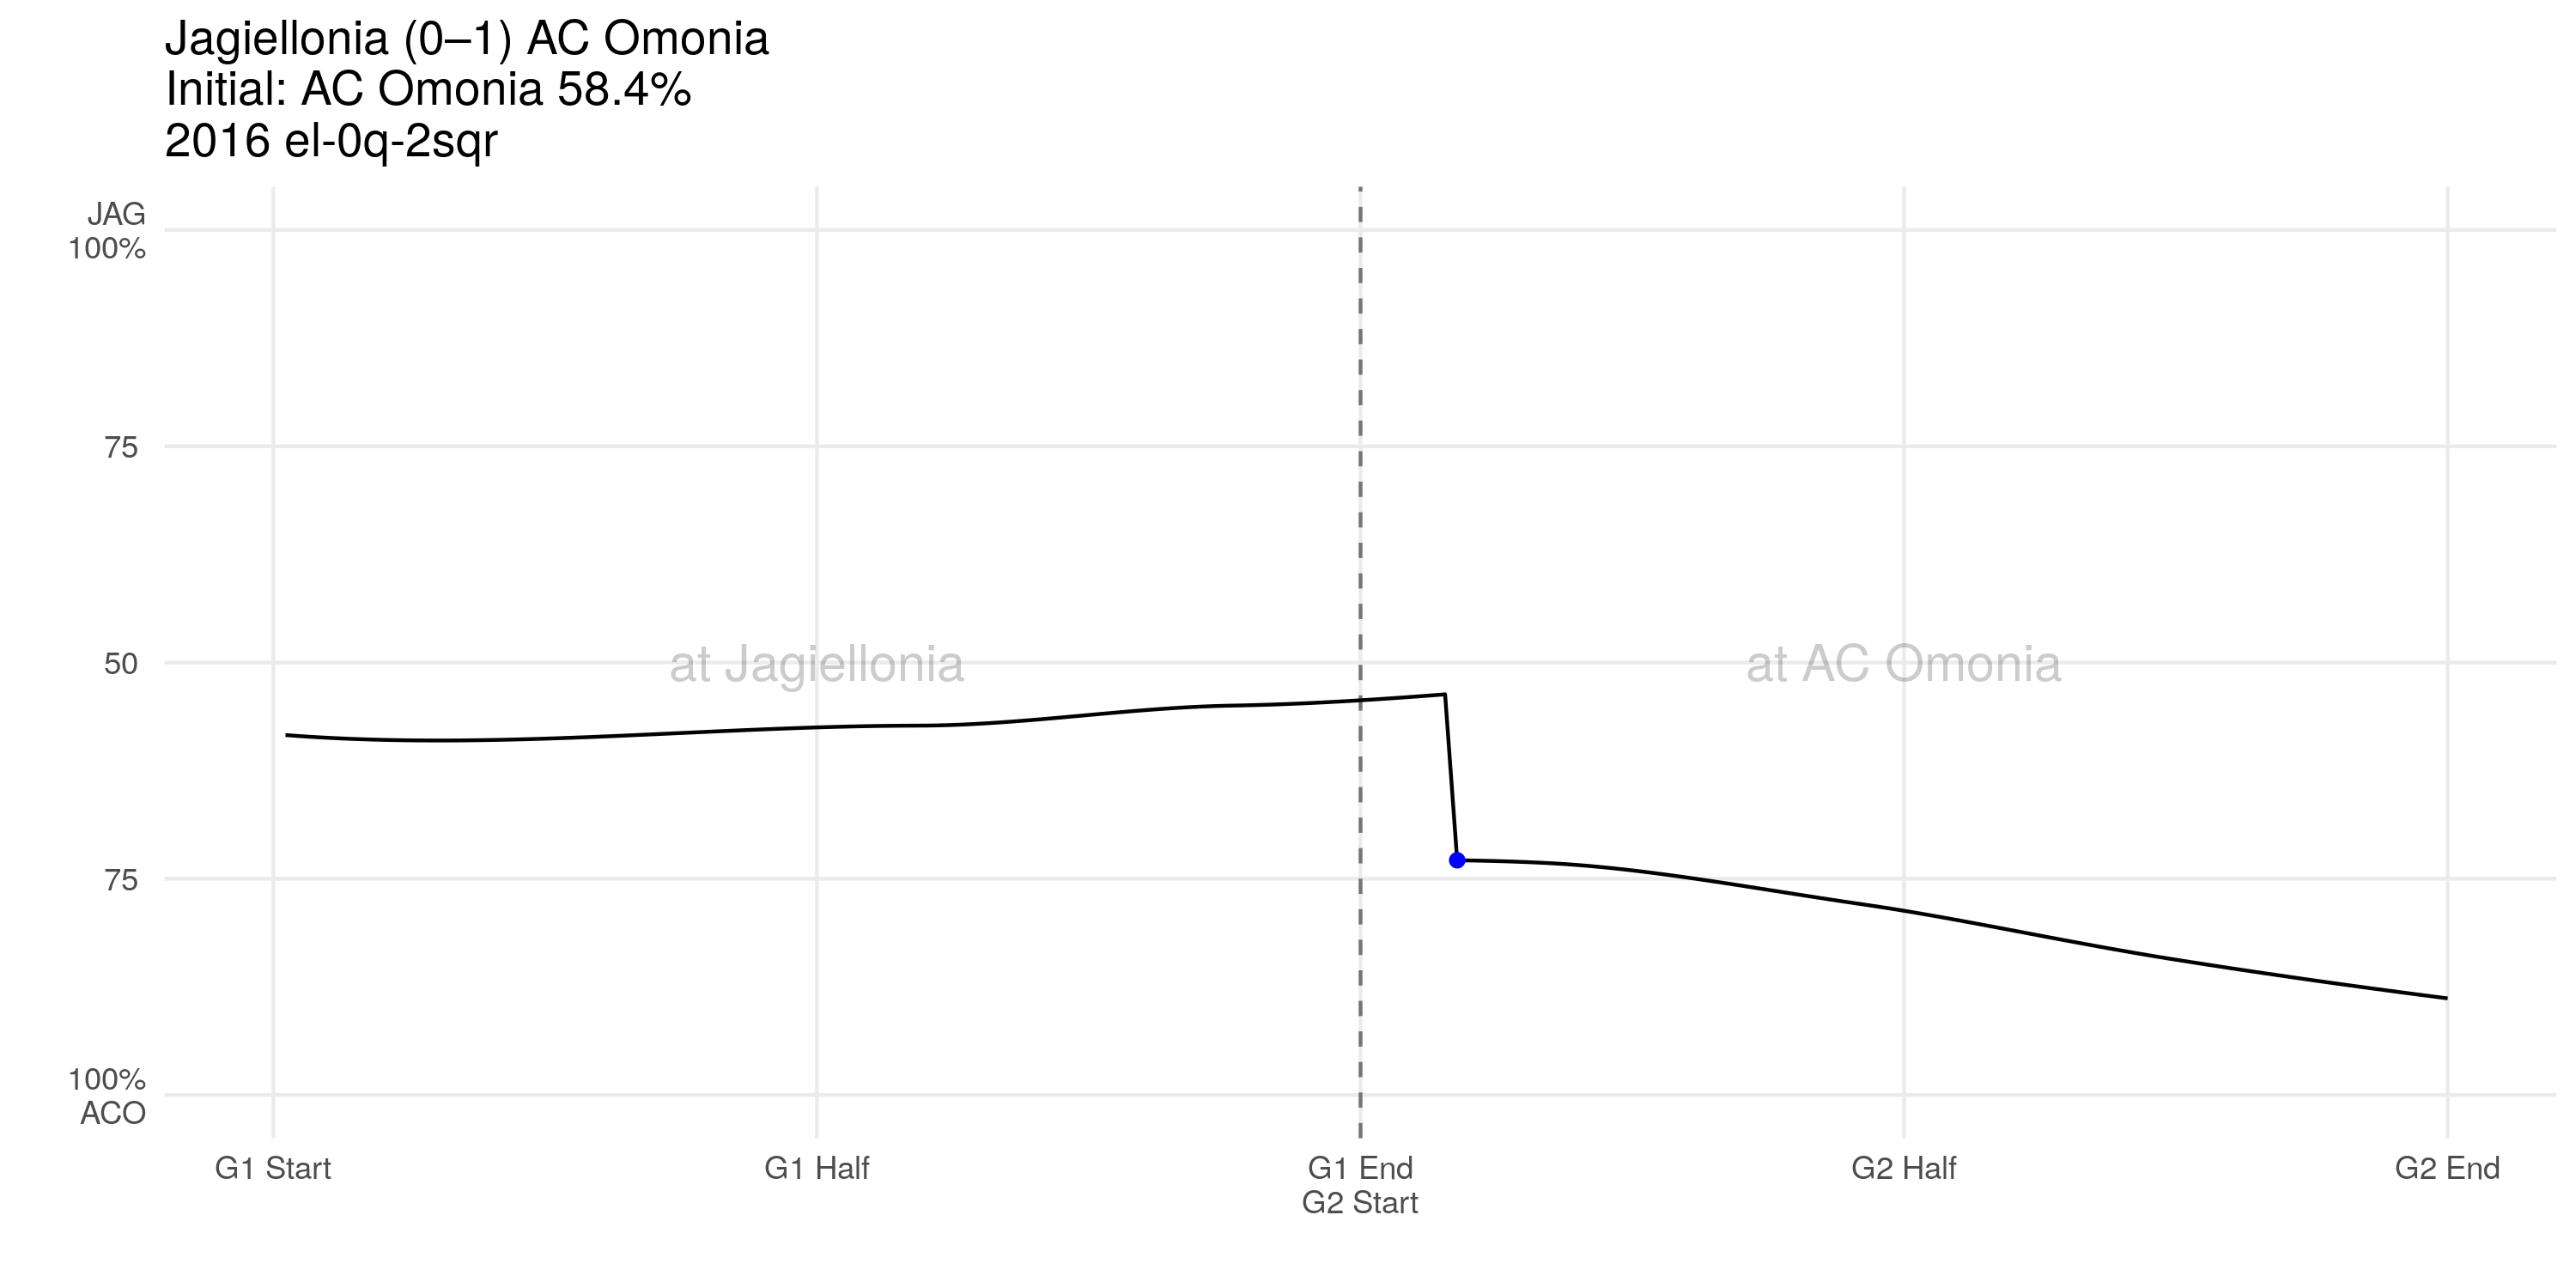 Jagiellonia (0–1) AC Omonia
Initial: AC Omonia 58.4%
2016 el-0q-2sqr
JAG
100%
75
50
75
100%
ACO
at Jagiellonia
at AC Omonia
G1 Start
G1 Half
G1 End
G2 Start
G2 Half
G2 End